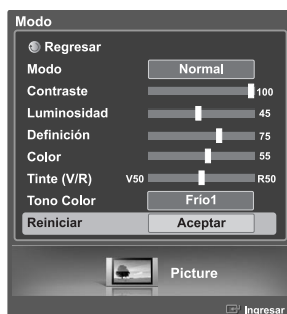 Modo
Regresar
Modo Normal
Contraste 100
Luminosidad 45
Definición 75
Color 55
Tinte (V/R) V50 R50
Tono Color Frío1
Reiniciar Aceptar
Picture
Ingresar